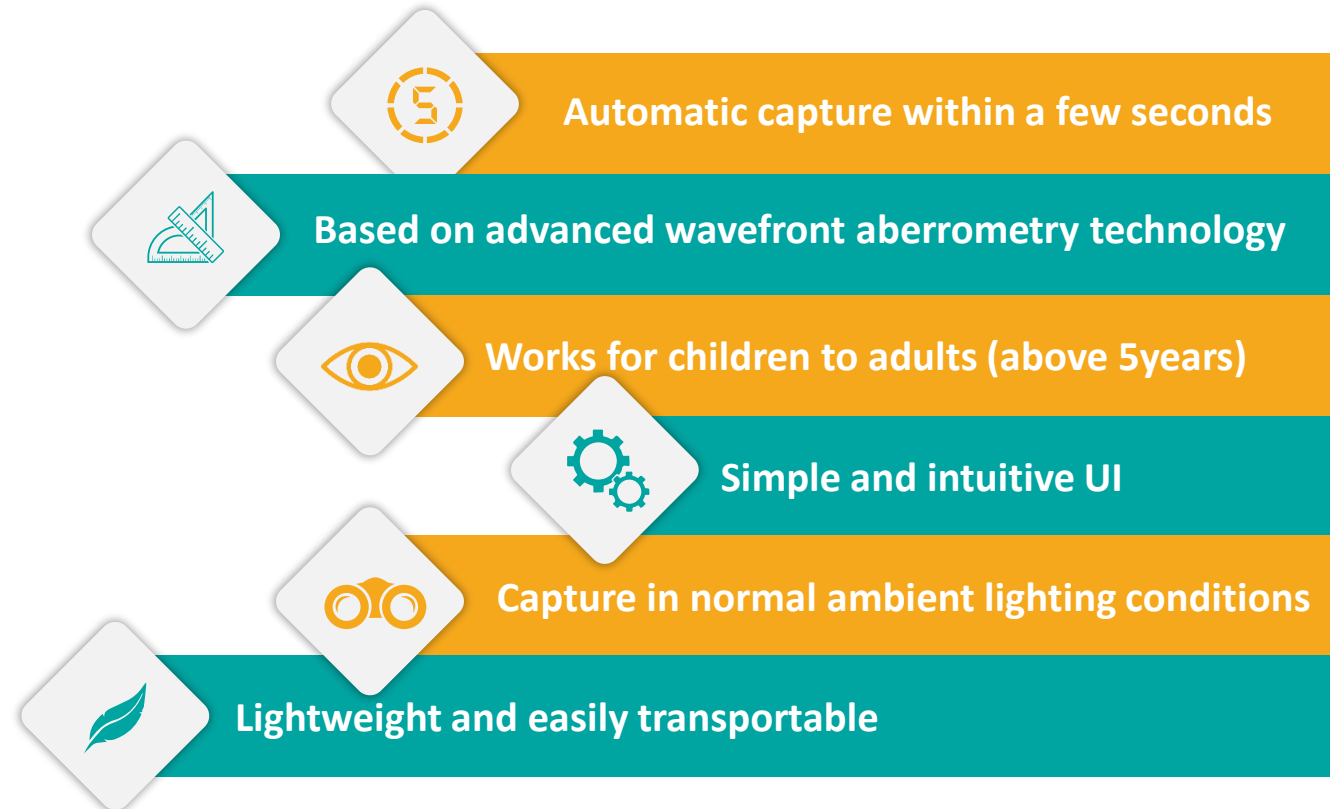 5
Automatic capture within a few seconds
Based on advanced wavefront aberrometry technology
Works for children to adults (above 5years)
Simple and intuitive UI
Capture in normal ambient lighting conditions
Lightweight and easily transportable